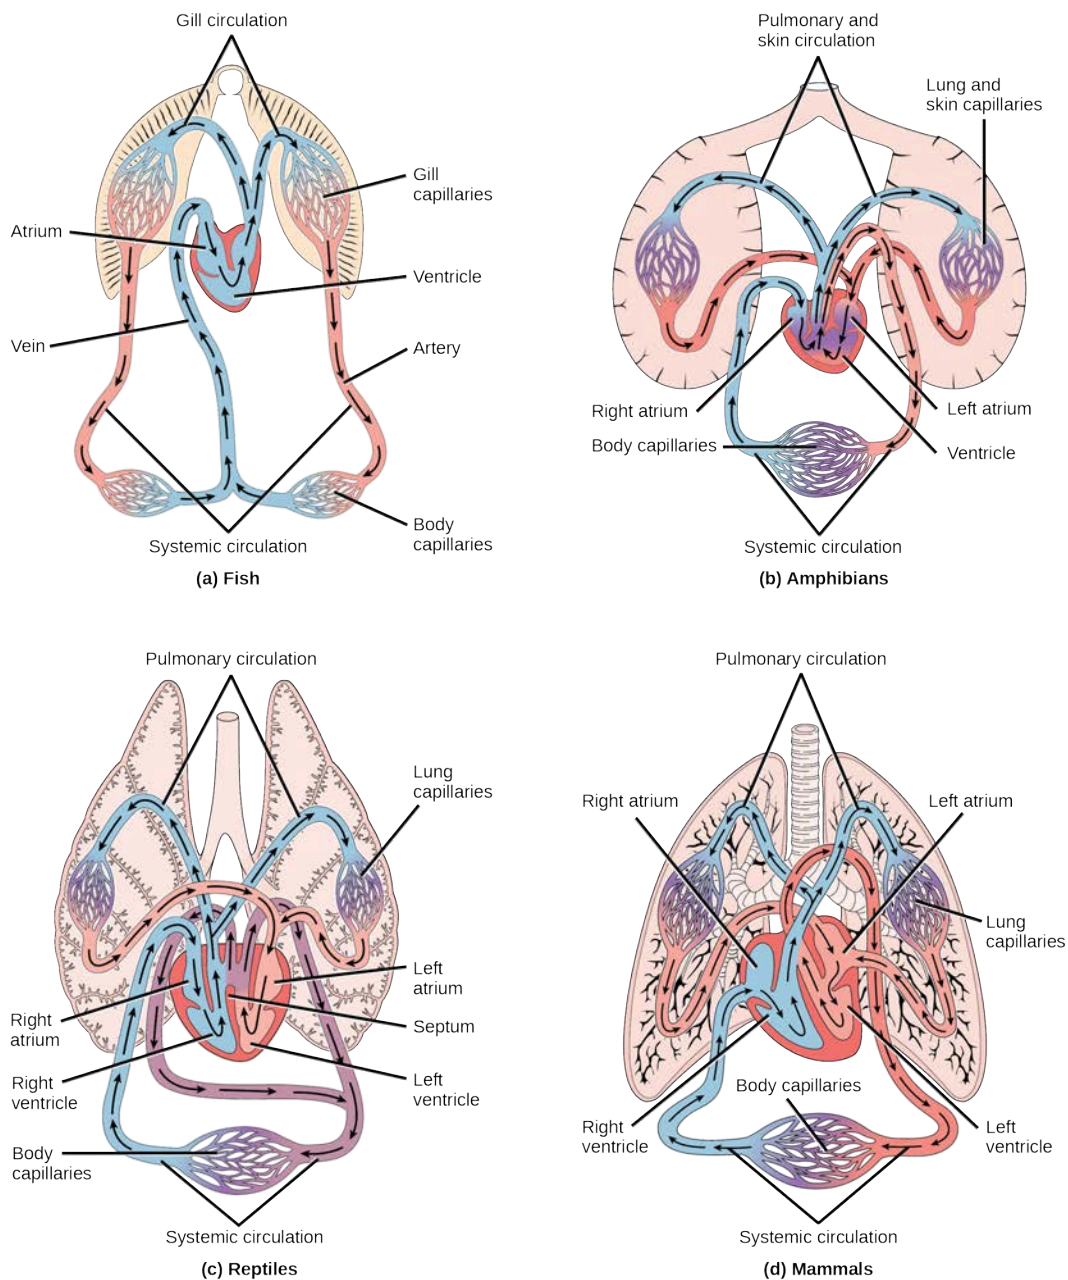 Gill circulation
Gill
capillaries
Atrium
Ventricle
Vein
Artery
Body
capillaries
Systemic circulation
(a) Fish
Pulmonary and
skin circulation
Lung and
skin capillaries
Right atrium
Left atrium
Body capillaries
Ventricle
Systemic circulation
(b) Amphibians
Pulmonary circulation
Lung
capillaries
Left
atrium
Right
atrium
Septum
Right
ventricle
Left
ventricle
Body
capillaries
Systemic circulation
(c) Reptiles
Pulmonary circulation
Right atrium
Left atrium
Lung
capillaries
Body capillaries
Right
ventricle
Left
ventricle
Systemic circulation
(d) Mammals